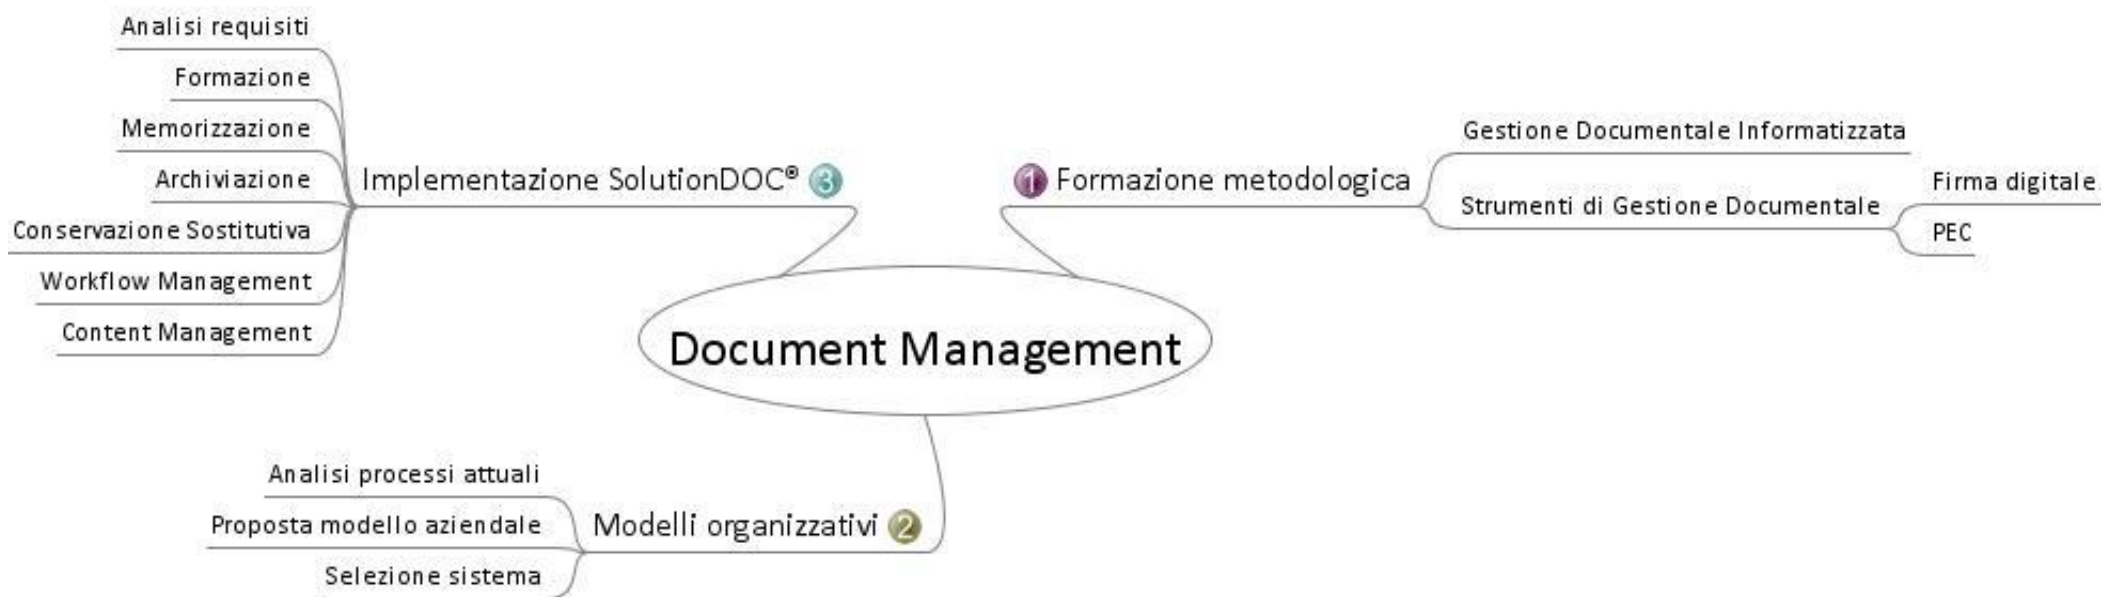 Document Management
1 Formazione metodologica
Gestione Documentale Informatizzata
Strumenti di Gestione Documentale
Firma digitale
PEC
Modelli organizzativi 2
Analisi processi attuali
Proposta modello aziendale
Selezione sistema
Implementazione SolutionDOC® 3
Analisi requisiti
Formazione
Memorizzazione
Archiviazione
Conservazione Sostitutiva
Workflow Management
Content Management